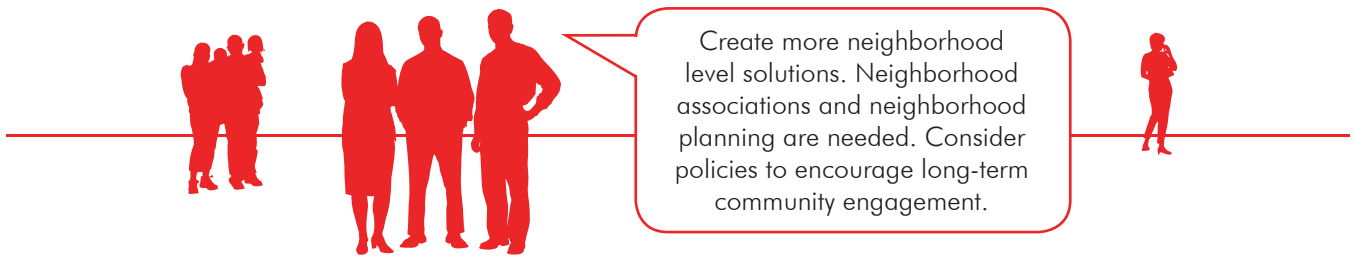 Create more neighborhood
level solutions. Neighborhood
associations and neighborhood
planning are needed. Consider
policies to encourage long-term
community engagement.